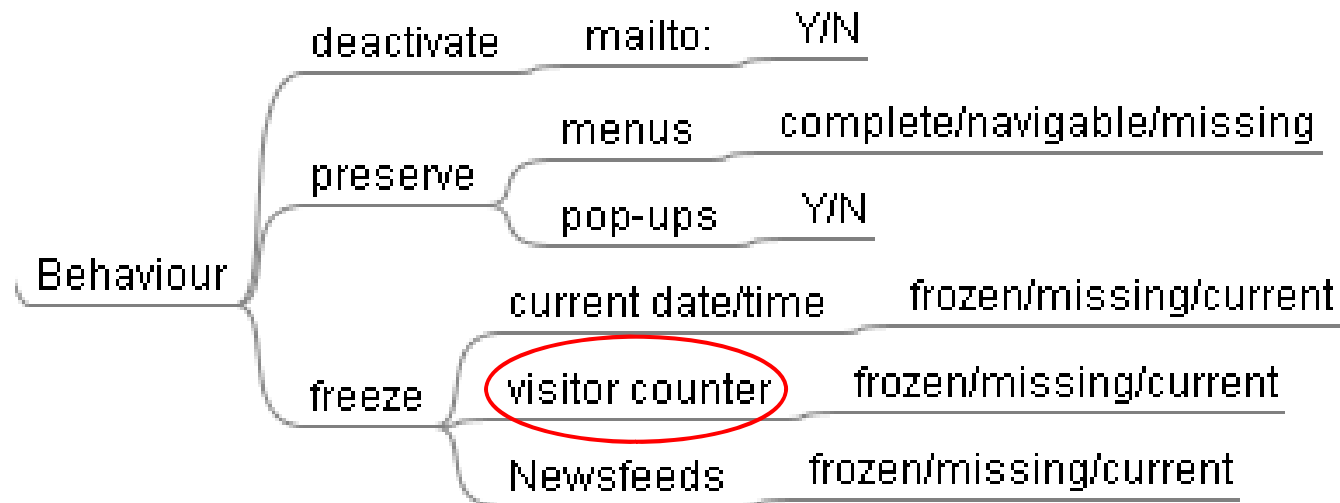 deactivate mailto: Y/N
menus complete/navigable/missing
preserve
pop-ups Y/N
Behaviour
current date/time frozen/missing/current
freeze visitor counter frozen/missing/current
Newsfeeds frozen/missing/current